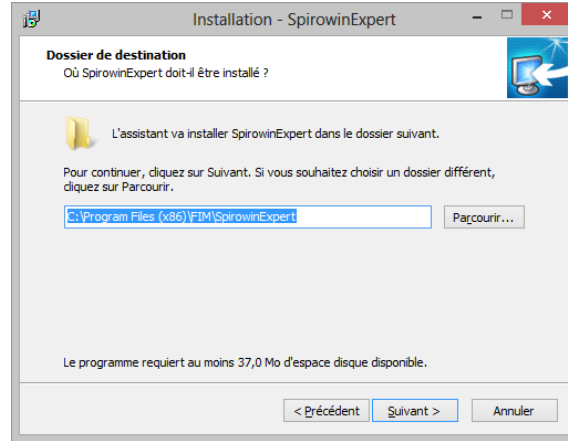 Installation - SpirowinExpert
Dossier de destination
Où SpirowinExpert doit-il être installé ?
L'assistant va installer SpirowinExpert dans le dossier suivant.
Pour continuer, cliquez sur Suivant. Si vous souhaitez choisir un dossier différent,
cliquez sur Parcourir.
C:\Program Files (x86)\FIM\SpirowinExpert
Parcourir...
Le programme requiert au moins 37,0 Mo d'espace disque disponible.
< Précédent
Suivant >
Annuler